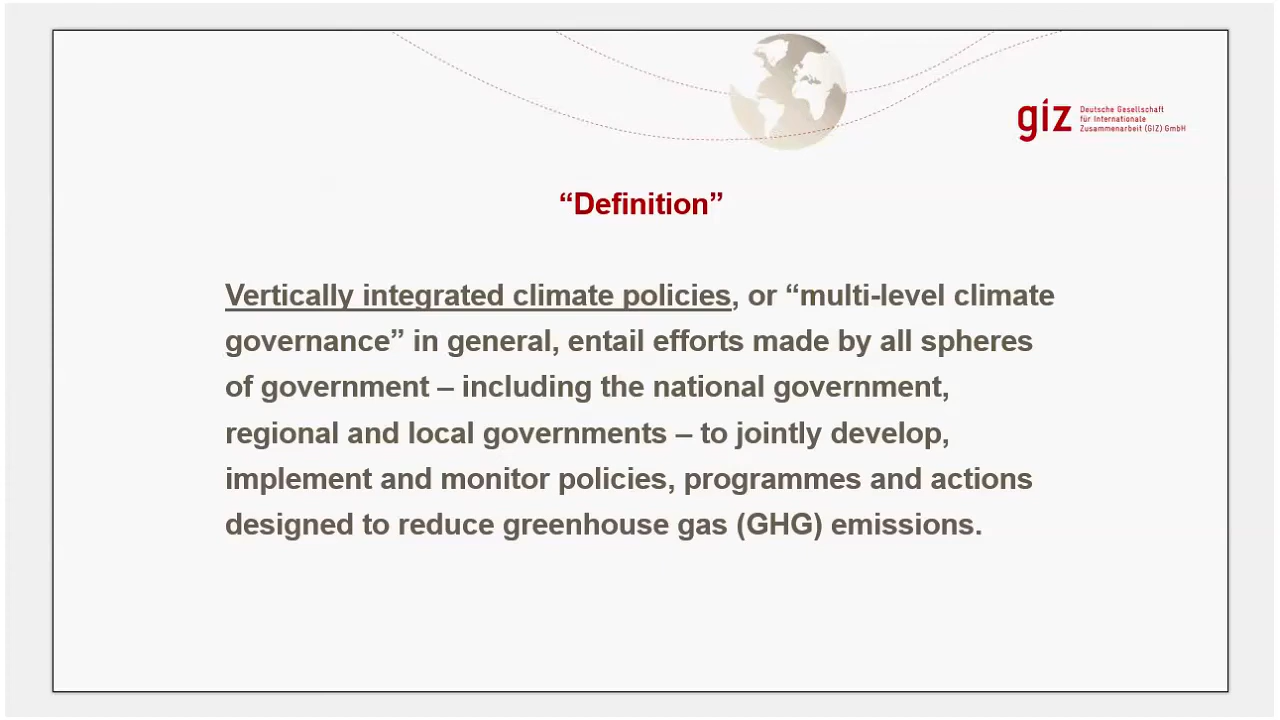 giz
Deutsche Gesellschaft
für Internationale
Zusammenarbeit (GIZ) GmbH
“Definition”
Vertically integrated climate policies, or “multi-level climate
governance” in general, entail efforts made by all spheres
of government – including the national government,
regional and local governments – to jointly develop,
implement and monitor policies, programmes and actions
designed to reduce greenhouse gas (GHG) emissions.